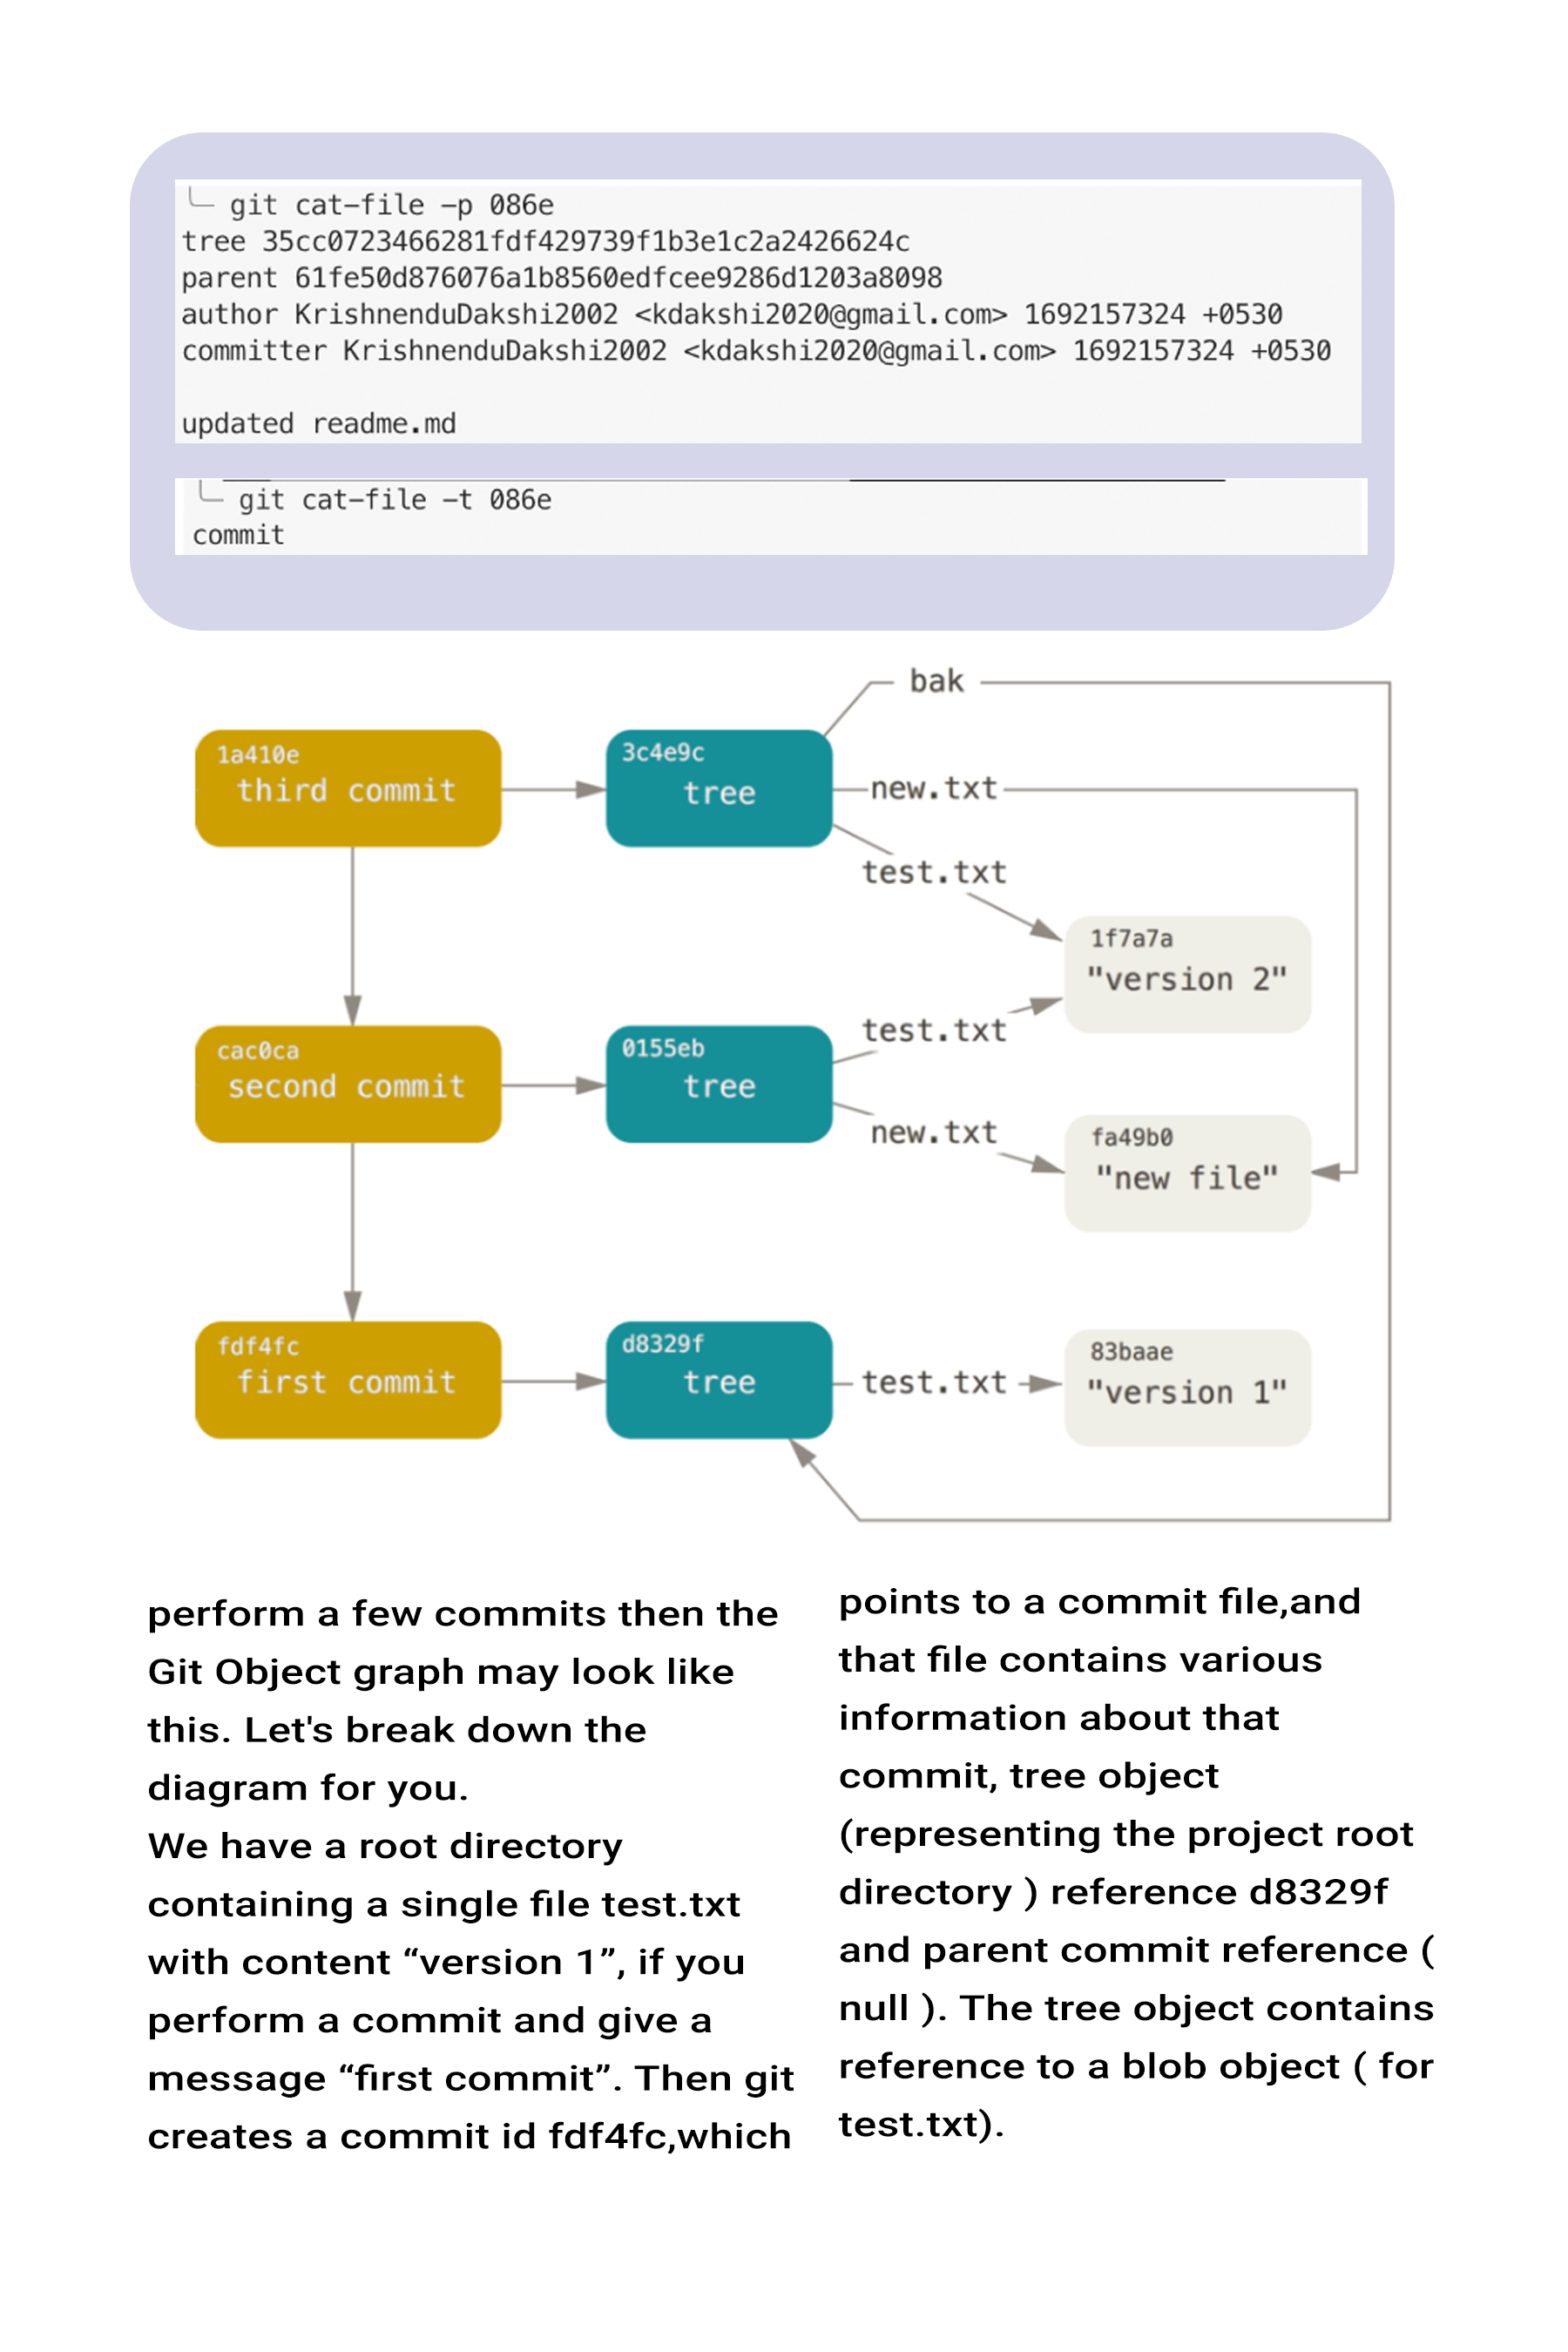 git cat-file -p 086e
tree 35cc0723466281fdf429739f1b3e1c2a2426624c
parent 61fe50d876076a1b8560edfcee9286d1203a8098
author KrishnenduDakshi2002 <kdakshi2020@gmail.com> 1692157324 +0530
committer KrishnenduDakshi2002 <kdakshi2020@gmail.com> 1692157324 +0530
updated readme.md
git cat-file -t 086e
commit
bak
1a410e
third commit
3c4e9c
tree
new.txt
test.txt
1f7a7a
"version 2"
cac0ca
second commit
0155eb
tree
test.txt
new.txt
fa49b0
"new file"
fdf4fc
first commit
d8329f
tree
test.txt
83baae
"version 1"
perform a few commits then the
Git Object graph may look like
this. Let's break down the
diagram for you.
We have a root directory
containing a single file test.txt
with content “version 1”, if you
perform a commit and give a
message “first commit”. Then git
creates a commit id fdf4fc,which
points to a commit file,and
that file contains various
information about that
commit, tree object
(representing the project root
directory ) reference d8329f
and parent commit reference (
null ). The tree object contains
reference to a blob object ( for
test.txt).